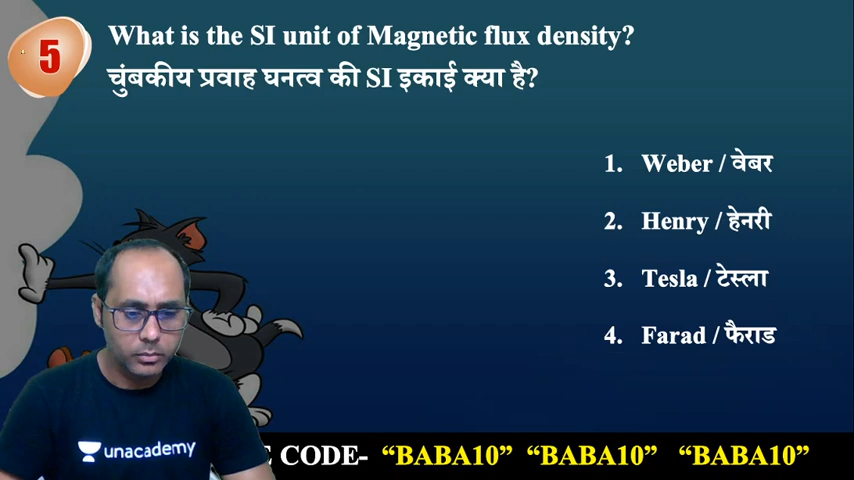 5
What is the SI unit of Magnetic flux density?
चुंबकीय प्रवाह घनत्व की SI इकाई क्या है?
1. Weber / वेबर
2. Henry / हेनरी
3. Tesla / टेस्ला
4. Farad / फैराड
unacademy
E CODE- “BABA10” “BABA10” “BABA10”